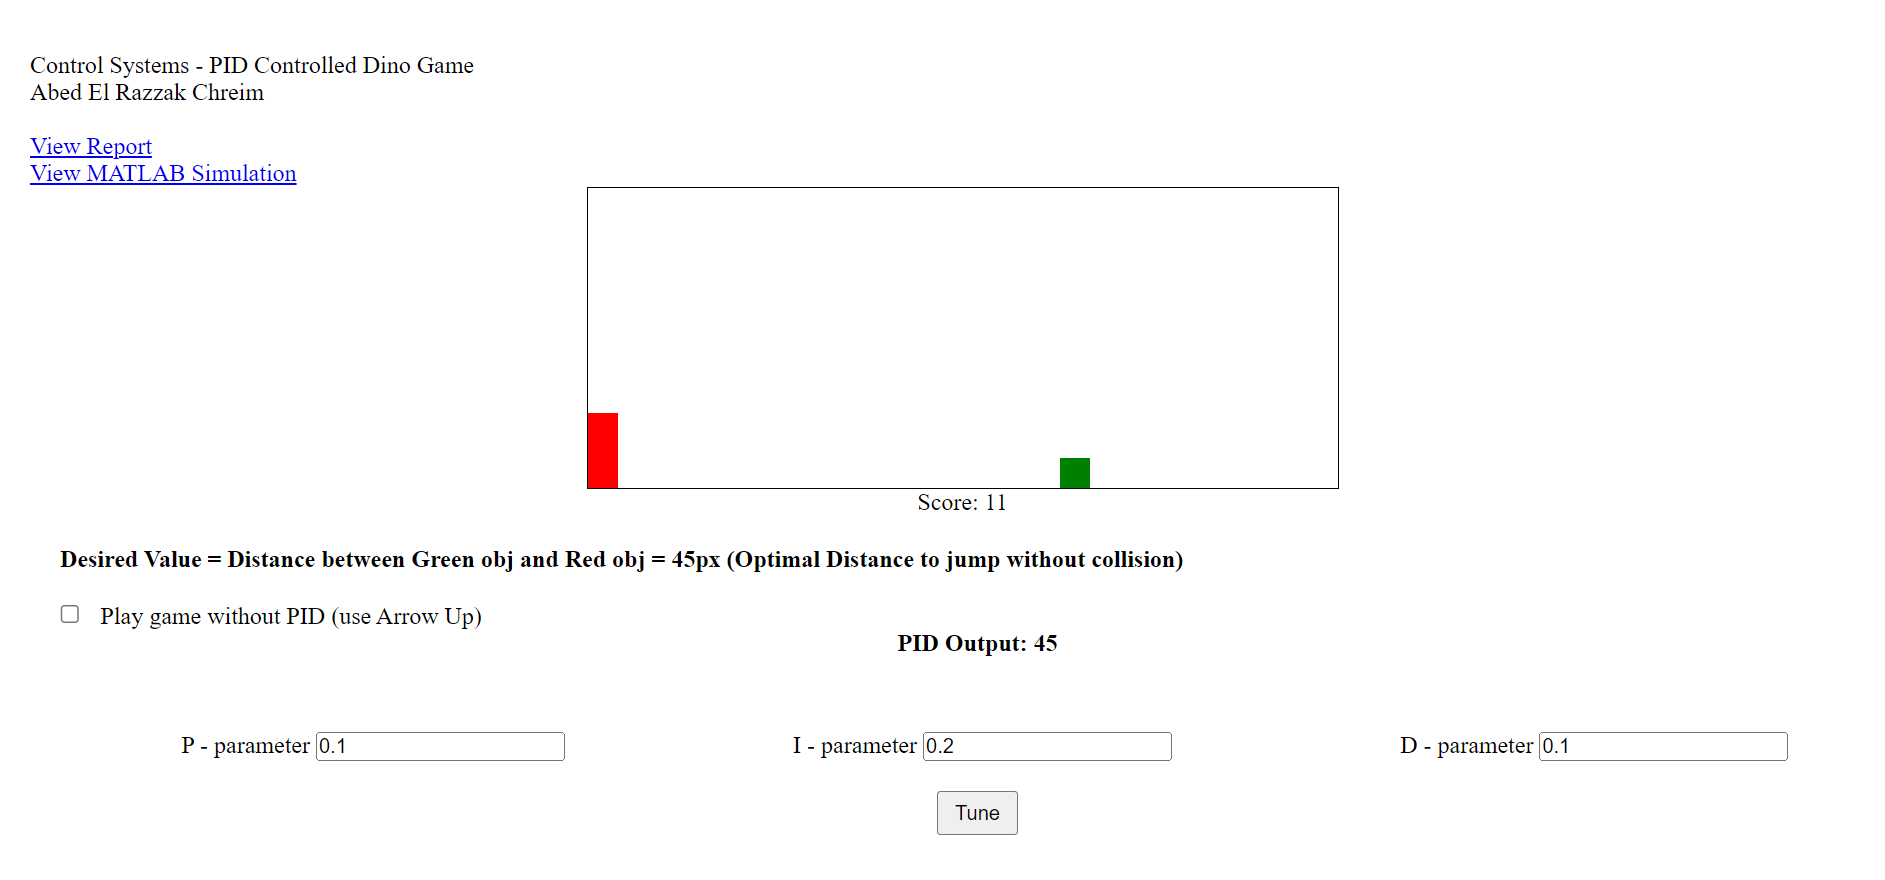 Control Systems - PID Controlled Dino Game
Abed El Razzak Chreim
View Report
View MATLAB Simulation
Score: 11
Desired Value = Distance between Green obj and Red obj = 45px (Optimal Distance to jump without collision)
Play game without PID (use Arrow Up)
PID Output: 45
P - parameter 0.1 I - parameter 0.2 D - parameter 0.1
Tune